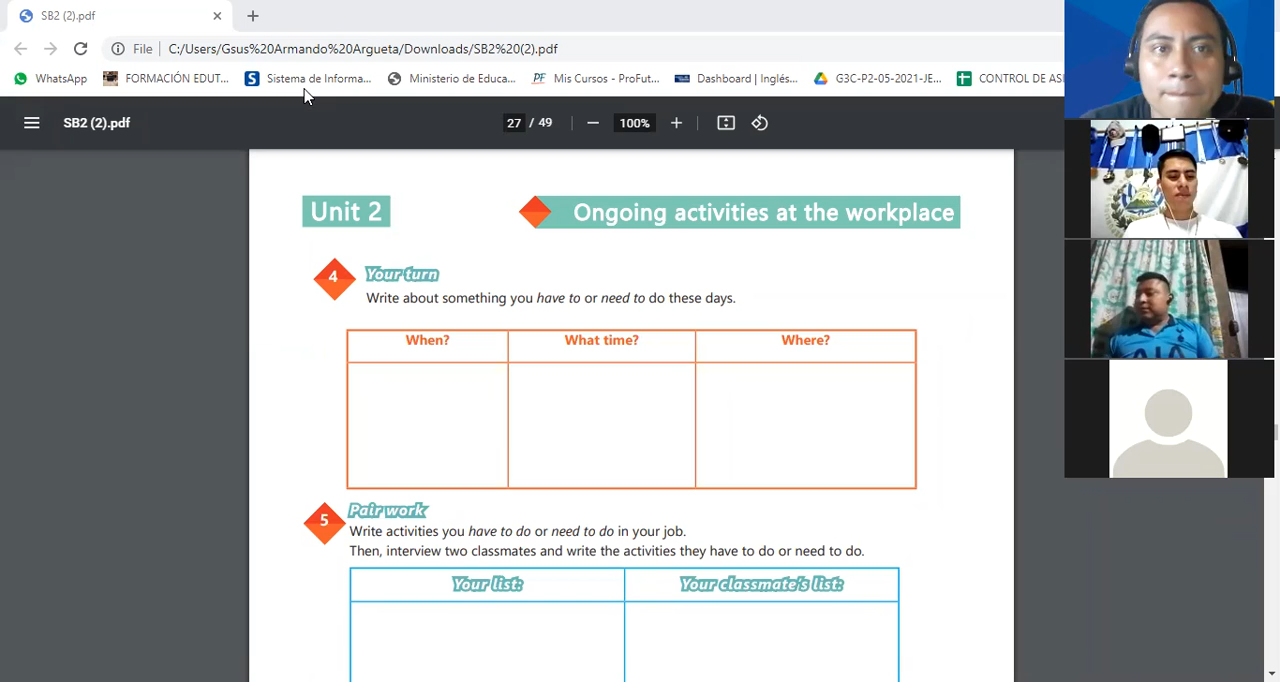 SB2 (2).pdf
File C:/Users/Gsus%20Armando%20Argueta/Downloads/SB2%20(2).pdf
WhatsApp FORMACIÓN EDUT... Sistema de Informa... Ministerio de Educa... PF Mis Cursos - ProFut... Dashboard | Inglés... G3C-P2-05-2021-JE... CONTROL DE ASI
SB2 (2).pdf 27 / 49 100%
Unit 2 Ongoing activities at the workplace
4 Your turn
Write about something you have to or need to do these days.
When? What time? Where?
5 Pair work
Write activities you have to do or need to do in your job.
Then, interview two classmates and write the activities they have to do or need to do.
Your list: Your classmate's list: